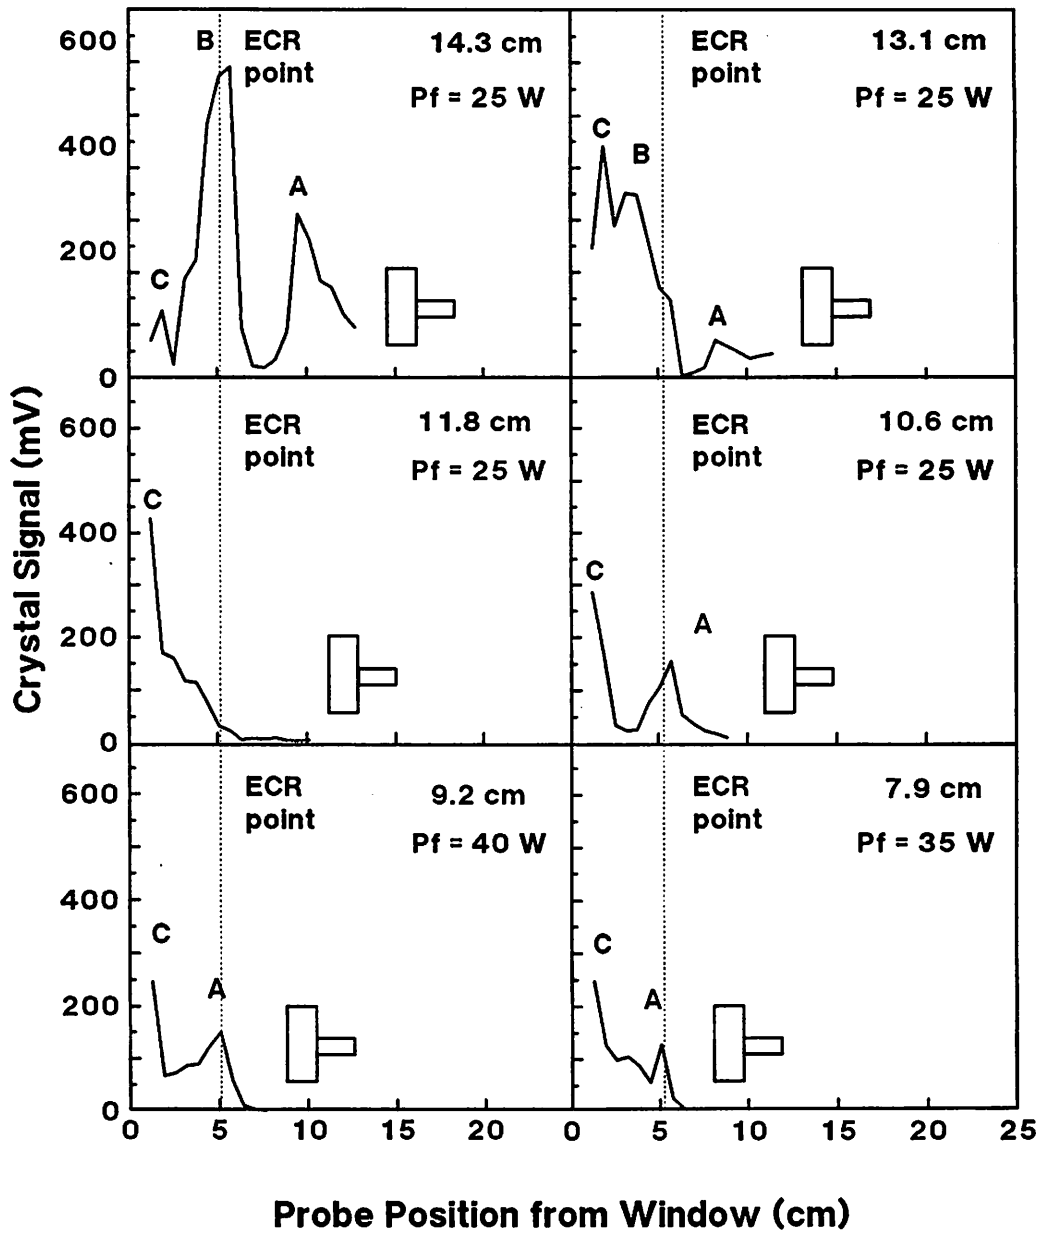 Crystal Signal (mV)
600
400
200
0
B
ECR
point
14.3 cm
Pf = 25 W
A
C
ECR
point
13.1 cm
Pf = 25 W
C
B
A
600
400
200
0
ECR
point
11.8 cm
Pf = 25 W
C
ECR
point
10.6 cm
Pf = 25 W
C
A
600
400
200
0
ECR
point
9.2 cm
Pf = 40 W
C
A
ECR
point
7.9 cm
Pf = 35 W
C
A
0 5 10 15 20 0 5 10 15 20 25
Probe Position from Window (cm)